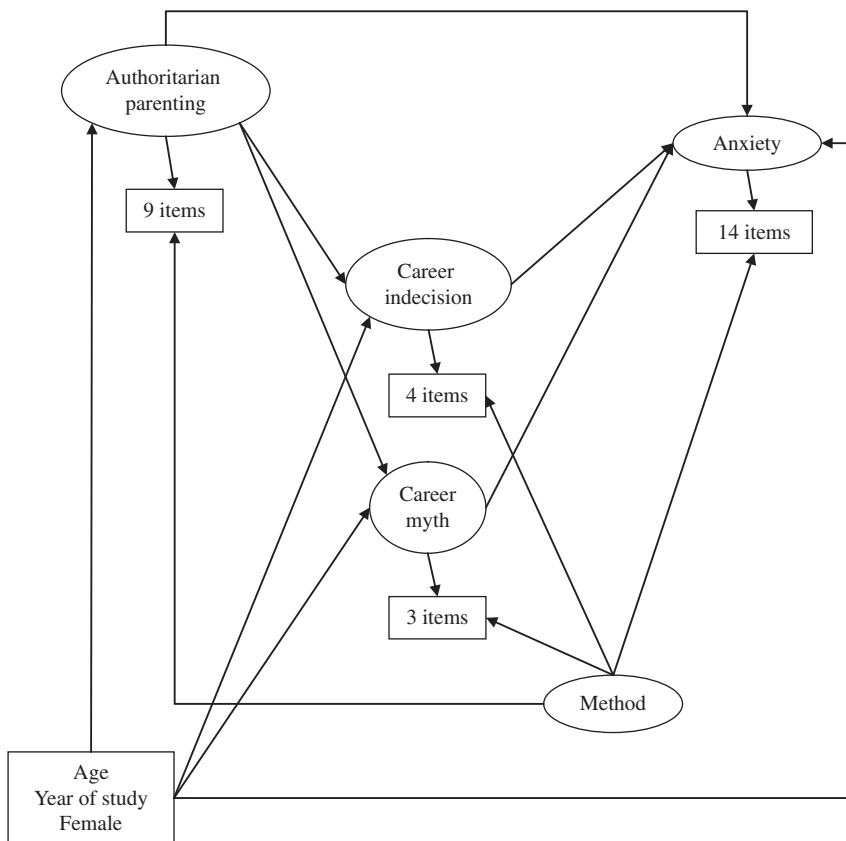 Authoritarian
parenting
Anxiety
9 items
14 items
Career
indecision
4 items
Career
myth
3 items
Method
Age
Year of study
Female